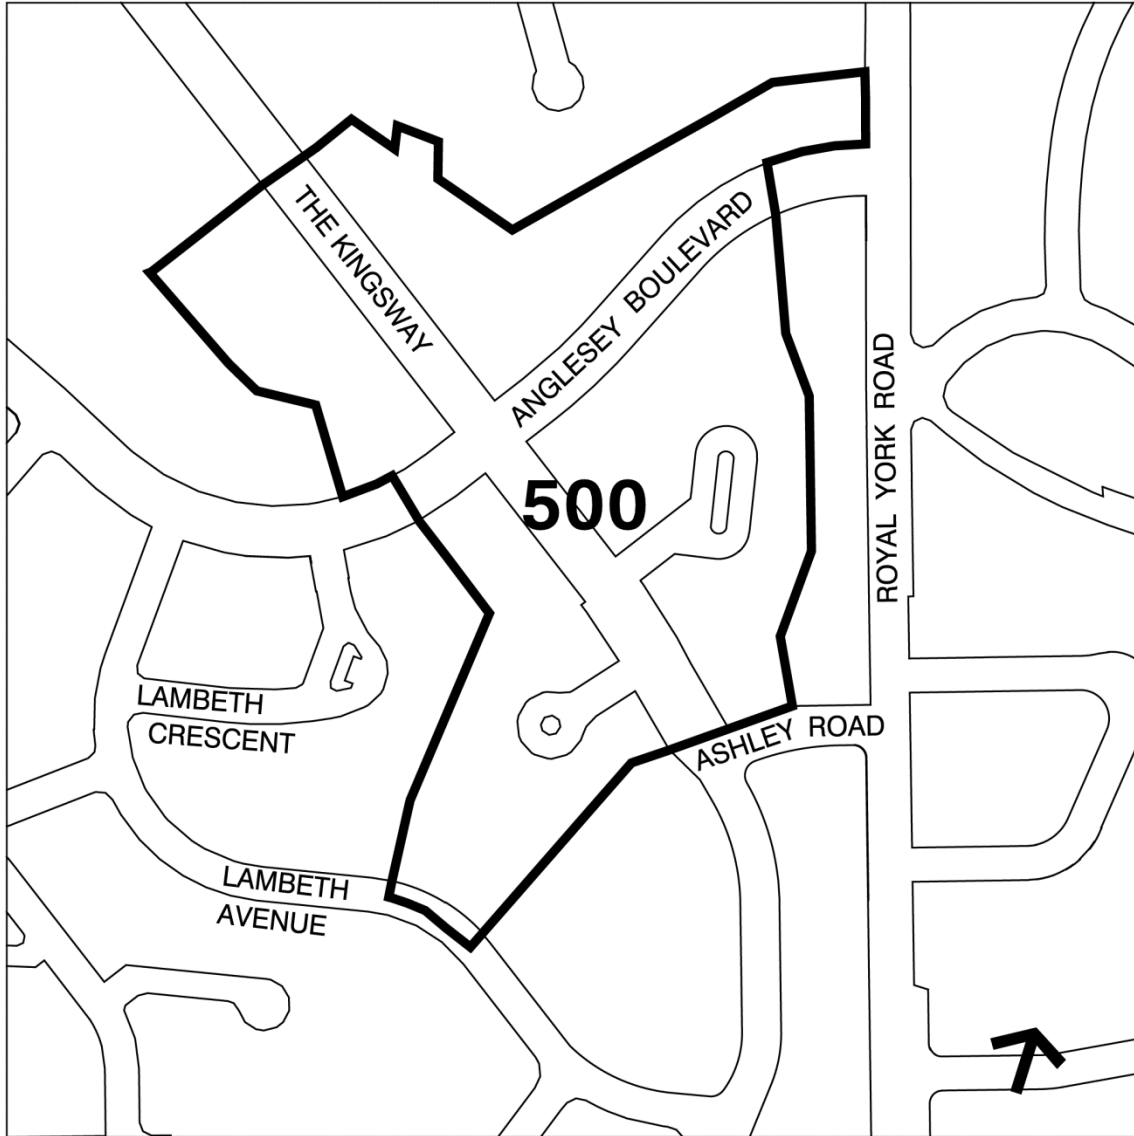 THE KINGSWAY
ANGLESEY BOULEVARD
ROYAL YORK ROAD
500
LAMBETH
CRESCENT
ASHLEY ROAD
LAMBETH
AVENUE